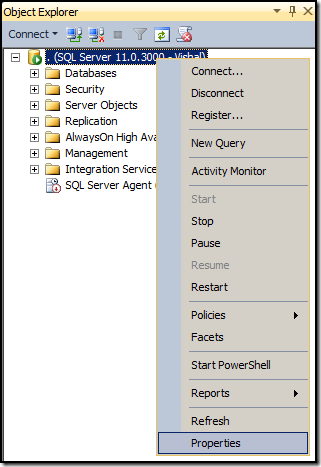 Object Explorer
Connect
. (SQL Server 11.0.3000 - Vishal)
Databases
Security
Server Objects
Replication
AlwaysOn High Ava
Management
Integration Service
SQL Server Agent (
Connect...
Disconnect
Register...
New Query
Activity Monitor
Start
Stop
Pause
Resume
Restart
Policies
Facets
Start PowerShell
Reports
Refresh
Properties